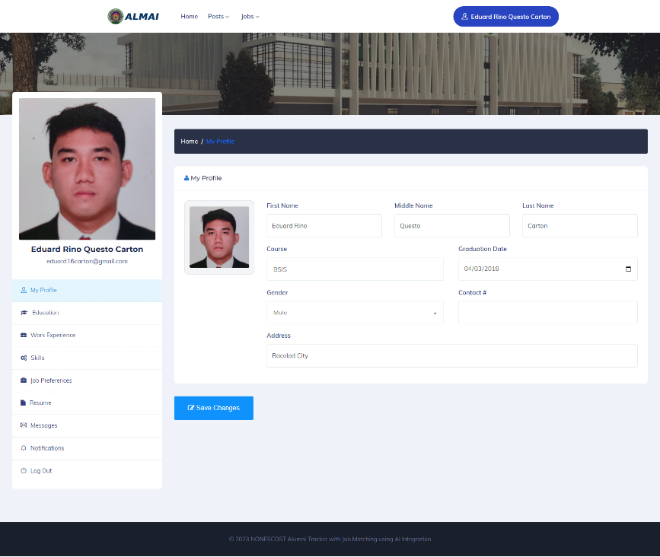 ALMAI
Home Posts Jobs
Eduard Rino Questo Carton
Home / My Profile
My Profile
First Name Middle Name Last Name
Eduard Rino Questo Carton
Course Graduation Date
BSIS 04/03/2018
Gender Contact #
Male
Address
Bacolod City
Save Changes
Eduard Rino Questo Carton
eduard16carton@gmail.com
My Profile
Education
Work Experience
Skills
Job Preferences
Resume
Messages
Notifications
Log Out
© 2023 NONESCOST Alumni Tracers with Job Matching using AI Integration